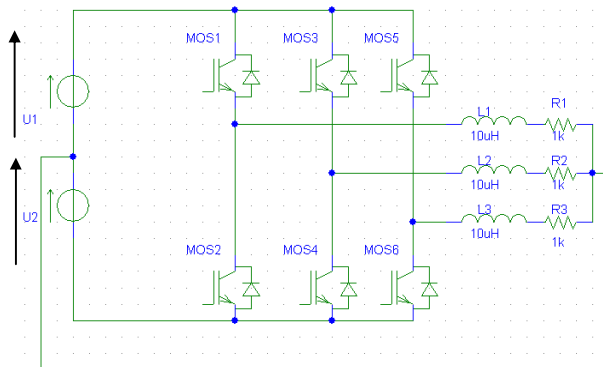 MOS1 MOS3 MOS5
U1
L1 R1
10uH 1k
L2 R2
10uH 1k
U2
L3 R3
10uH 1k
MOS2 MOS4 MOS6